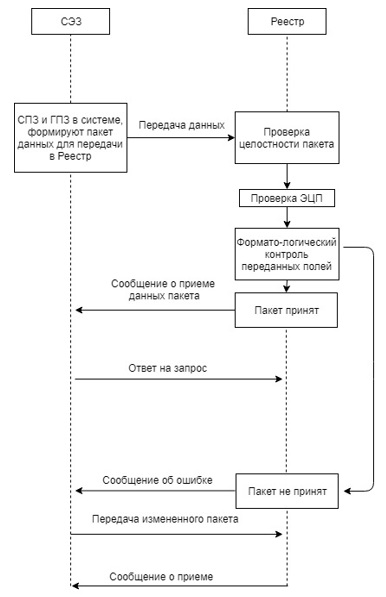 СЭЗ
Реестр
СПЗ и ГПЗ в системе,
формируют пакет
данных для передачи
в Реестр
Передача данных
Проверка
целостности пакета
Проверка ЭЦП
Формато-логический
контроль
переданных полей
Сообщение о приеме
данных пакета
Пакет принят
Ответ на запрос
Сообщение об ошибке
Пакет не принят
Передача измененного пакета
Сообщение о приеме